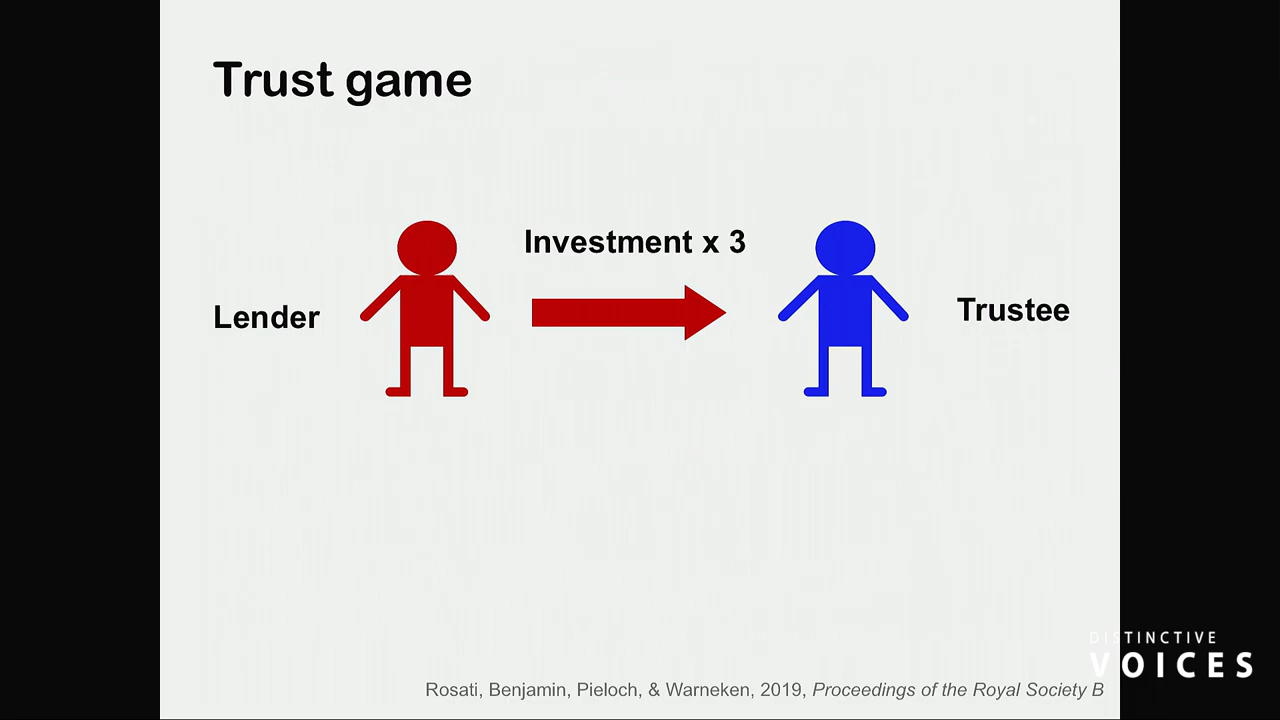 Trust game
Investment x 3
Lender
Trustee
DISTINCTIVE
VOICES
Rosati, Benjamin, Pieloch, & Warneken, 2019, Proceedings of the Royal Society B